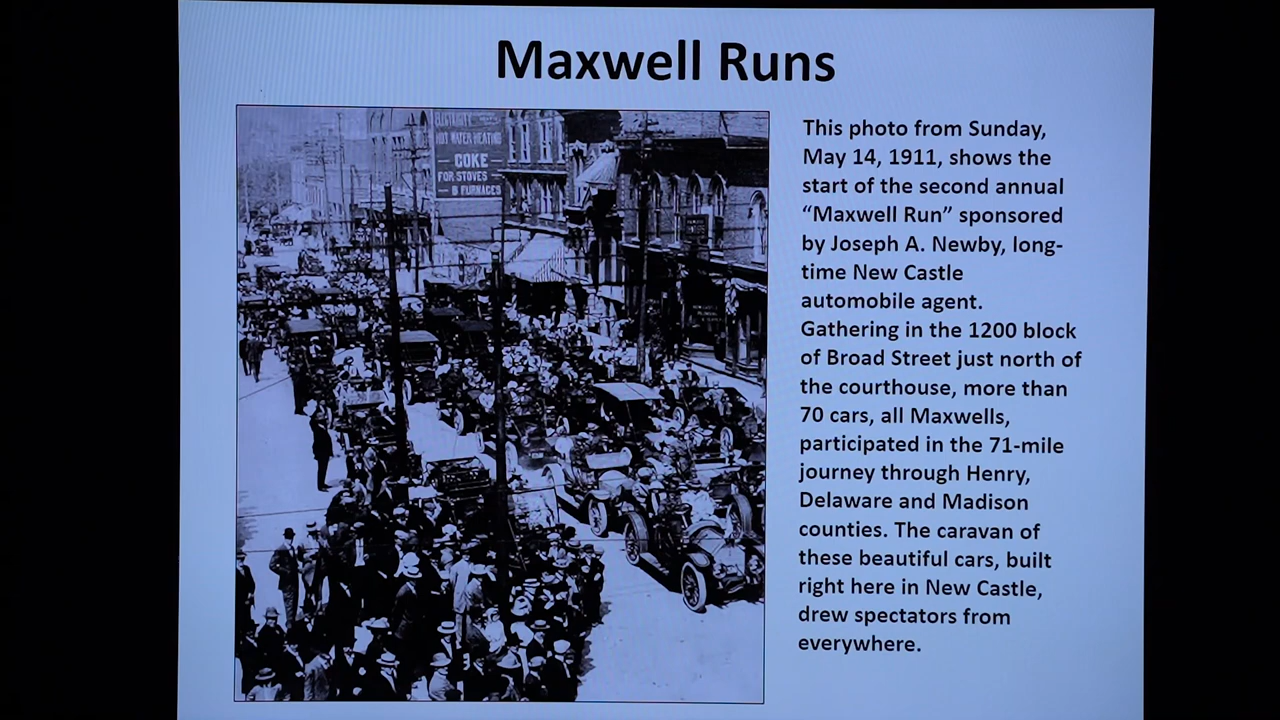 Maxwell Runs
ELECTRICITY
HOT WATER HEATING
COKE
FOR STOVES
& FURNACES
This photo from Sunday,
May 14, 1911, shows the
start of the second annual
“Maxwell Run” sponsored
by Joseph A. Newby, long-
time New Castle
automobile agent.
Gathering in the 1200 block
of Broad Street just north of
the courthouse, more than
70 cars, all Maxwells,
participated in the 71-mile
journey through Henry,
Delaware and Madison
counties. The caravan of
these beautiful cars, built
right here in New Castle,
drew spectators from
everywhere.